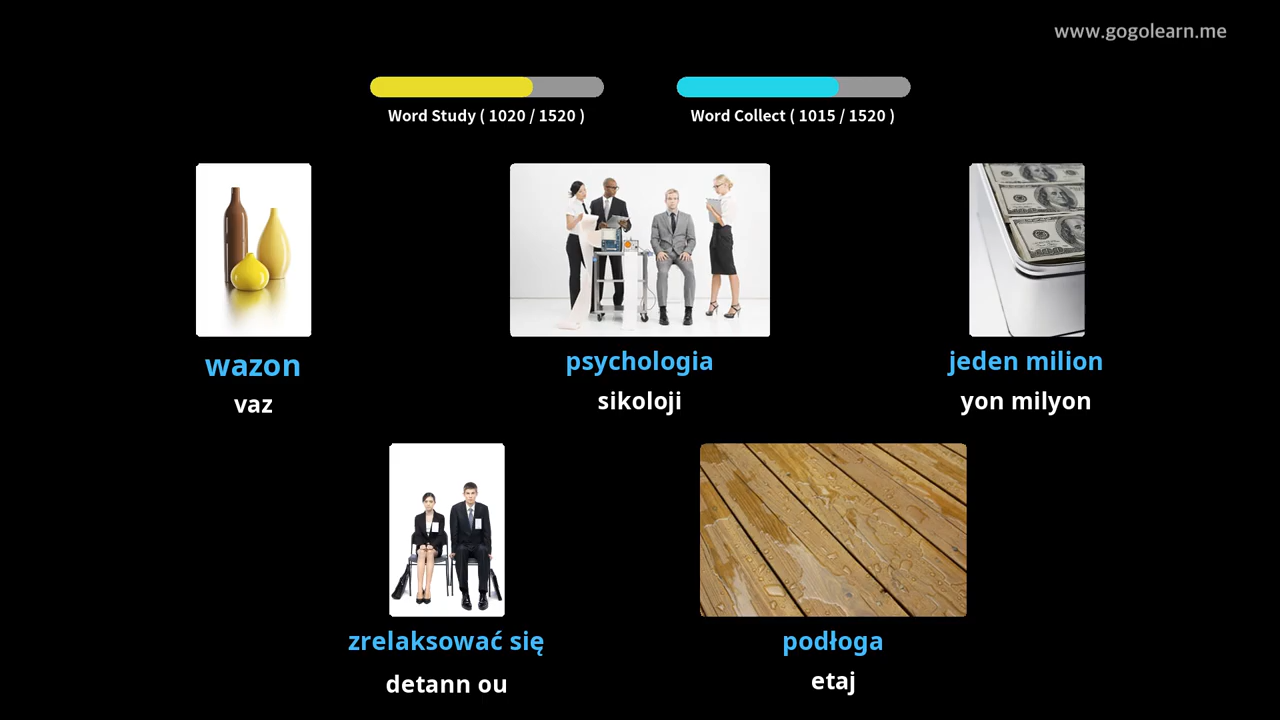 www.gogolearn.me
Word Study ( 1020 / 1520 )
Word Collect ( 1015 / 1520 )
wazon
vaz
psychologia
sikoloji
jeden milion
yon milyon
zrelaksować się
detann ou
podłoga
etaj